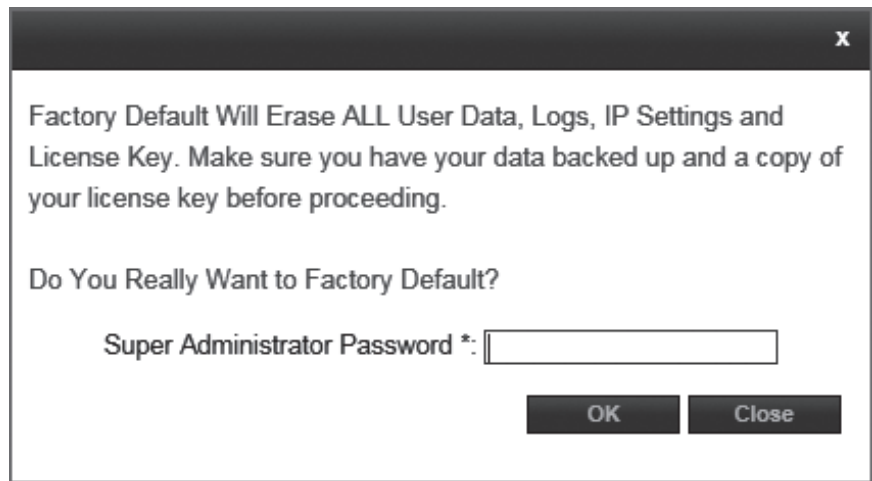 x
Factory Default Will Erase ALL User Data, Logs, IP Settings and
License Key. Make sure you have your data backed up and a copy of
your license key before proceeding.
Do You Really Want to Factory Default?
Super Administrator Password *:
OK Close